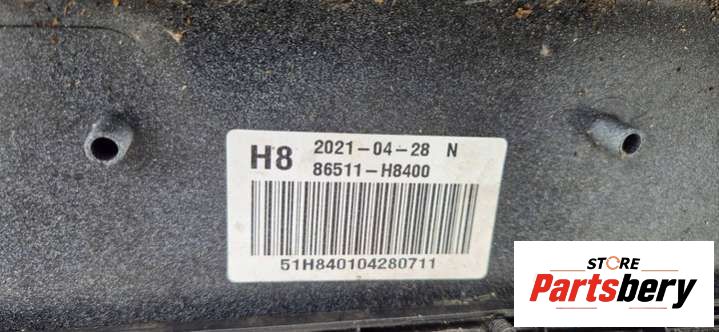 H8 2021-04-28 N
86511-H8400
51H840104280711
STORE
Partsbery